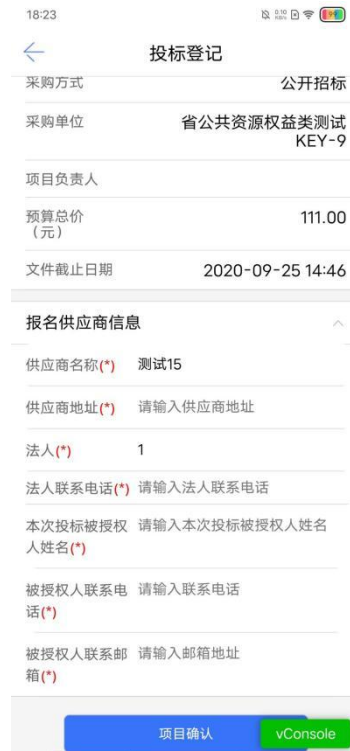 18:23
投标登记
采购方式 公开招标
采购单位 省公共资源权益类测试
KEY-9
项目负责人
预算总价 111.00
(元)
文件截止日期 2020-09-25 14:46
报名供应商信息
供应商名称(*) 测试15
供应商地址(*) 请输入供应商地址
法人(*) 1
法人联系电话(*) 请输入法人联系电话
本次投标被授权 请输入本次投标被授权人姓名
人姓名(*)
被授权人联系电 请输入联系电话
话(*)
被授权人联系邮 请输入邮箱地址
箱(*)
项目确认 vConsole